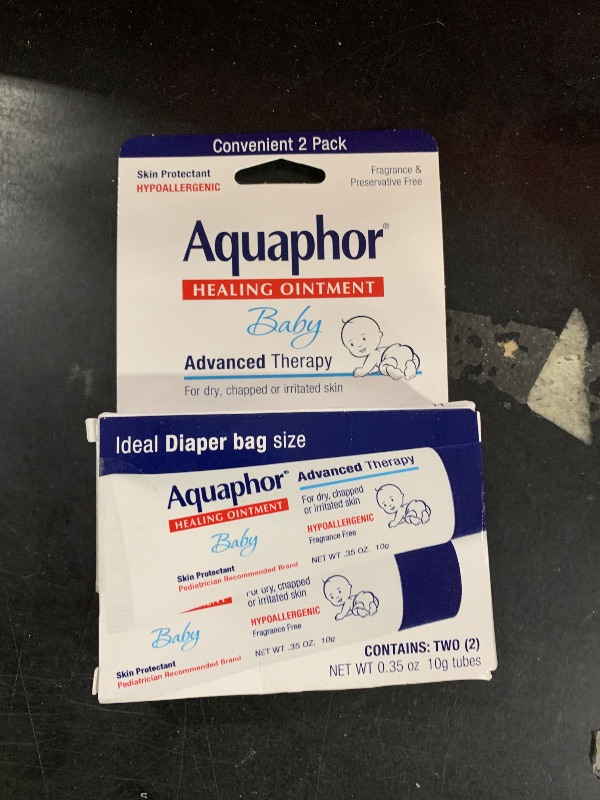 Convenient 2 Pack
Skin Protectant
HYPOALLERGENIC
Fragrance &
Preservative Free
Aquaphor®
HEALING OINTMENT
Baby
Advanced Therapy
For dry, chapped or irritated skin
Ideal Diaper bag size
Aquaphor®
HEALING OINTMENT
Baby
Skin Protectant
Pediatrician Recommended Brand
Advanced Therapy
For dry, chapped
or irritated skin
HYPOALLERGENIC
Fragrance Free
NET WT .35 OZ. 10g
For dry, chapped
or irritated skin
HYPOALLERGENIC
Fragrance Free
NET WT .35 OZ. 10g
Baby
Skin Protectant
Pediatrician Recommended Brand
CONTAINS: TWO (2)
NET WT 0.35 oz 10g tubes